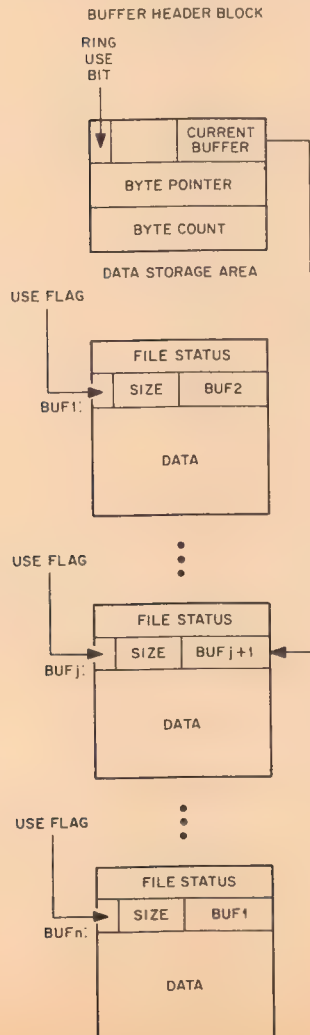 BUFFER HEADER BLOCK
RING
USE
BIT
CURRENT
BUFFER
BYTE POINTER
BYTE COUNT
DATA STORAGE AREA
USE FLAG
FILE STATUS
BUF1:
SIZE
BUF2
DATA
USE FLAG
FILE STATUS
BUFj:
SIZE
BUFj+1
DATA
USE FLAG
FILE STATUS
BUFn:
SIZE
BUF1
DATA